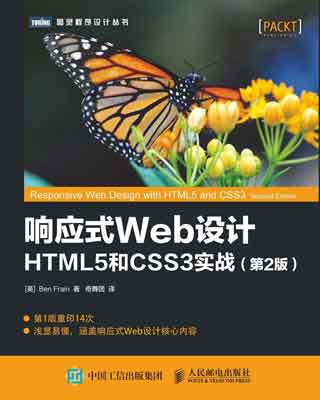 TURING 图灵程序设计丛书
[PACKT]
PUBLISHING
Responsive Web Design with HTML5 and CSS3 Second Edition
响应式Web设计
HTML5和CSS3实战（第2版）
[英] Ben Frain 著 奇舞团 译
第1版重印14次
浅显易懂，涵盖响应式Web设计核心内容
中国工信出版集团
人民邮电出版社
POSTS & TELECOM PRESS